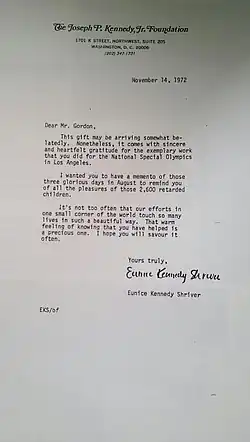 The Joseph P. Kennedy, Jr. Foundation
1701 K STREET, NORTHWEST, SUITE 205
WASHINGTON, D. C. 20006
(202) 347-1731
November 14, 1972
Dear Mr. Gordon,
This gift may be arriving somewhat be-
latedly. Nonetheless, it comes with sincere
and heartfelt gratitude for the exemplary work
that you did for the National Special Olympics
in Los Angeles.
I wanted you to have a memento of those
three glorious days in August to remind you
of all the pleasures of those 2,600 retarded
children.
It's not too often that our efforts in
one small corner of the world touch so many
lives in such a beautiful way. That warm
feeling of knowing that you have helped is
a precious one. I hope you will savour it
often.
Yours truly,
Eunice Kennedy Shriver
Eunice Kennedy Shriver
EKS/bf